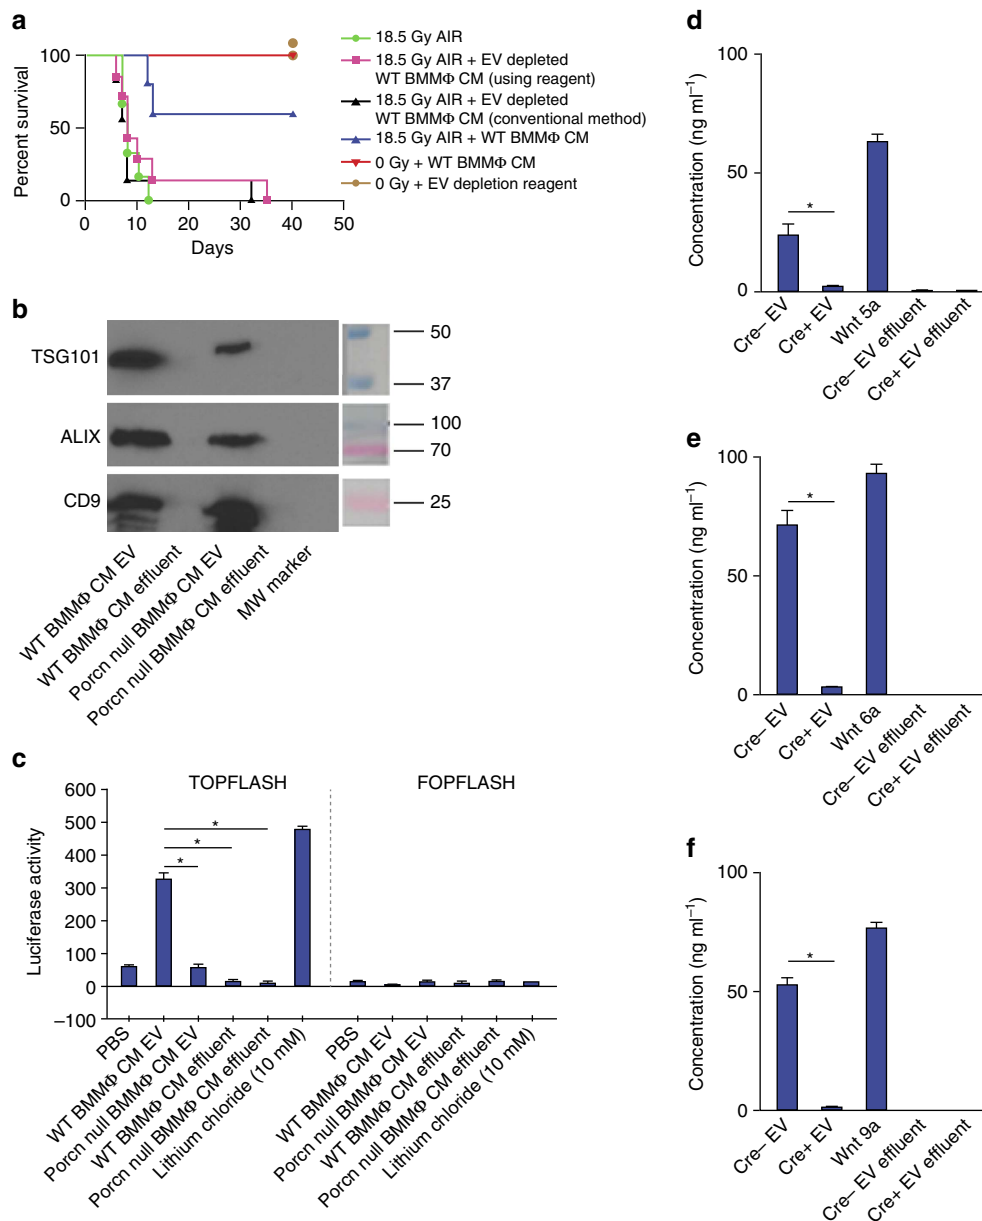 a
Percent survival
100
50
0
0
10
20
30
40
50
Days
18.5 Gy AIR
18.5 Gy AIR + EV depleted
WT BMMΦ CM (using reagent)
18.5 Gy AIR + EV depleted
WT BMMΦ CM (conventional method)
18.5 Gy AIR + WT BMMΦ CM
0 Gy + WT BMMΦ CM
0 Gy + EV depletion reagent
b
TSG101
50
37
ALIX
100
70
CD9
25
WT BMMΦ CM EV
WT BMMΦ CM effluent
Porcn null BMMΦ CM EV
Porcn null BMMΦ CM effluent
MW marker
c
TOPFLASH
FOPFLASH
Luciferase activity
600
500
400
300
200
100
0
–100
*
*
*
PBS
WT BMMΦ CM EV
Porcn null BMMΦ CM EV
WT BMMΦ CM effluent
Porcn null BMMΦ CM effluent
Lithium chloride (10 mM)
PBS
WT BMMΦ CM EV
Porcn null BMMΦ CM EV
WT BMMΦ CM effluent
Porcn null BMMΦ CM effluent
Lithium chloride (10 mM)
d
Concentration (ng ml⁻¹)
100
50
0
*
Cre– EV
Cre+ EV
Wnt 5a
Cre– EV effluent
Cre+ EV effluent
e
Concentration (ng ml⁻¹)
100
50
0
*
Cre– EV
Cre+ EV
Wnt 6a
Cre– EV effluent
Cre+ EV effluent
f
Concentration (ng ml⁻¹)
100
50
0
*
Cre– EV
Cre+ EV
Wnt 9a
Cre– EV effluent
Cre+ EV effluent